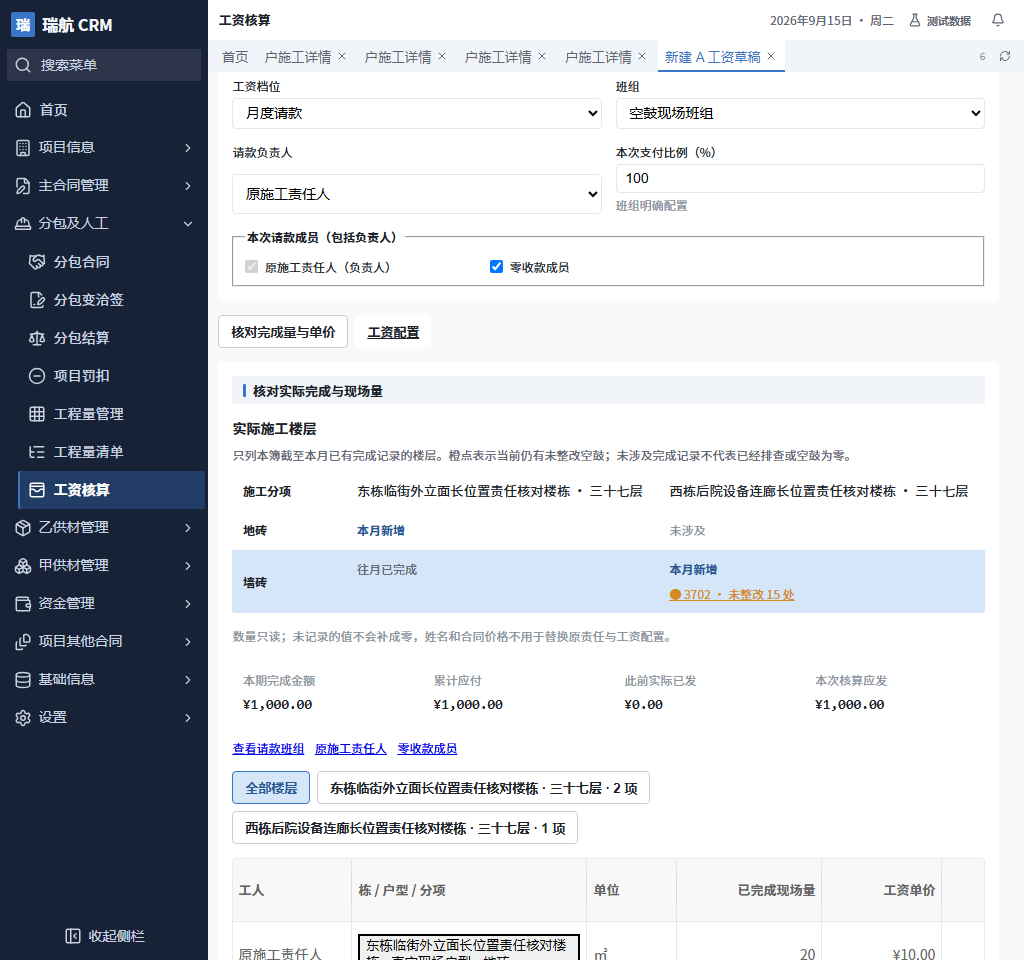 瑞 瑞航 CRM
搜索菜单
首页
项目信息
主合同管理
分包及人工
分包合同
分包变洽签
分包结算
项目罚扣
工程量管理
工程量清单
工资核算
乙供材管理
甲供材管理
资金管理
项目其他合同
基础信息
设置
收起侧栏
工资核算 2026年9月15日 · 周二 测试数据
首页 户施工详情 × 户施工详情 × 户施工详情 × 户施工详情 × 新建 A 工资草稿 × 6
工资档位 班组
月度请款 空鼓现场班组
请款负责人 本次支付比例（%）
原施工责任人 100
班组明确配置
本次请款成员（包括负责人）
原施工责任人（负责人） 零收款成员
核对完成量与单价 工资配置
核对实际完成与现场量
实际施工楼层
只列本簿截至本月已有完成记录的楼层。橙点表示当前仍有未整改空鼓；未涉及完成记录不代表已经排查或空鼓为零。
施工分项 东栋临街外立面长位置责任核对楼栋 · 三十七层 西栋后院设备连廊长位置责任核对楼栋 · 三十七层
地砖 本月新增 未涉及
墙砖 往月已完成 本月新增
3702 · 未整改 15 处
数量只读；未记录的值不会补成零，姓名和合同价格不用于替换原责任与工资配置。
本期完成金额 累计应付 此前实际已发 本次核算应发
¥1,000.00 ¥1,000.00 ¥0.00 ¥1,000.00
查看请款班组 原施工责任人 零收款成员
全部楼层 东栋临街外立面长位置责任核对楼栋 · 三十七层 · 2 项
西栋后院设备连廊长位置责任核对楼栋 · 三十七层 · 1 项
工人 栋 / 户型 / 分项 单位 已完成现场量 工资单价
原施工责任人 东栋临街外立面长位置责任核对楼 ㎡ 20 ¥10.00